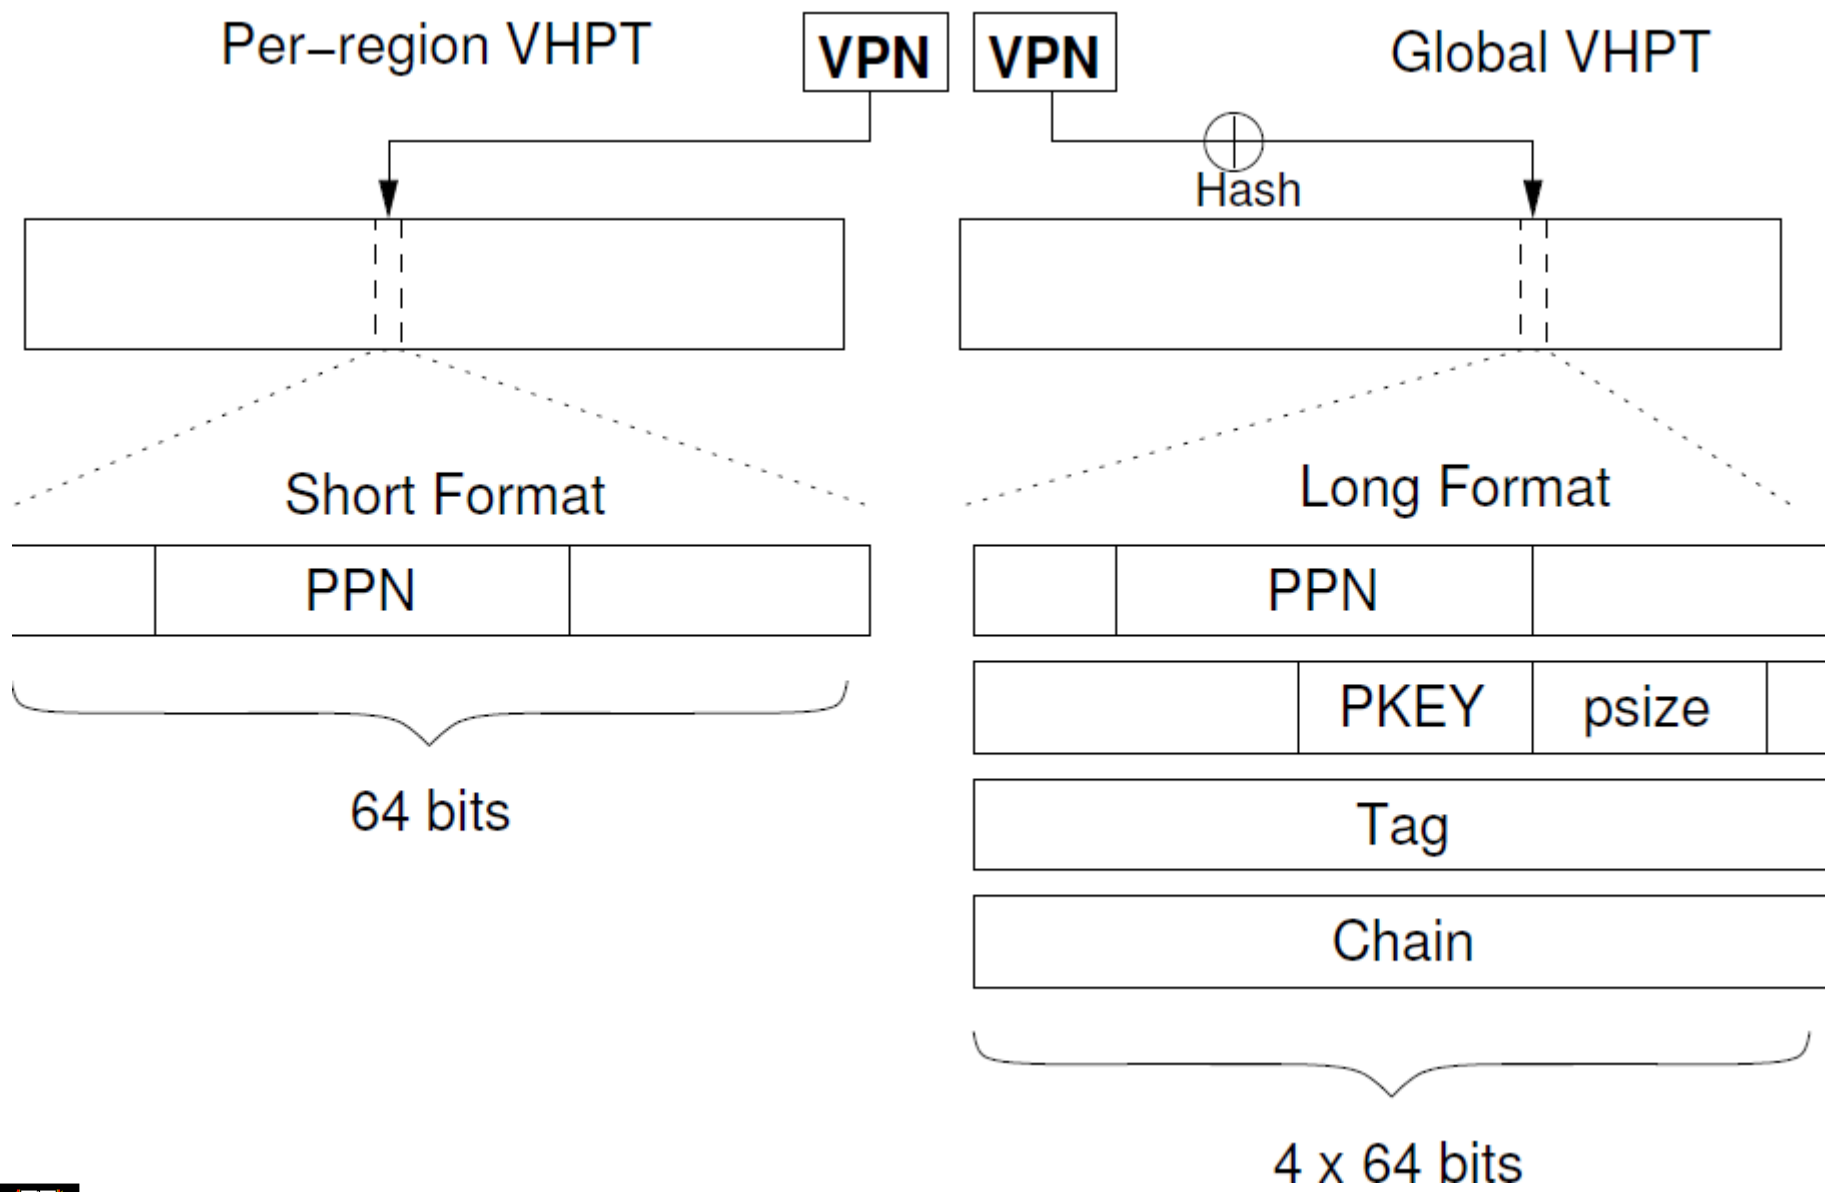 Per-region VHPT
VPN
VPN
Global VHPT
Hash
Short Format
Long Format
PPN
PPN
PKEY
psize
64 bits
Tag
Chain
4 x 64 bits